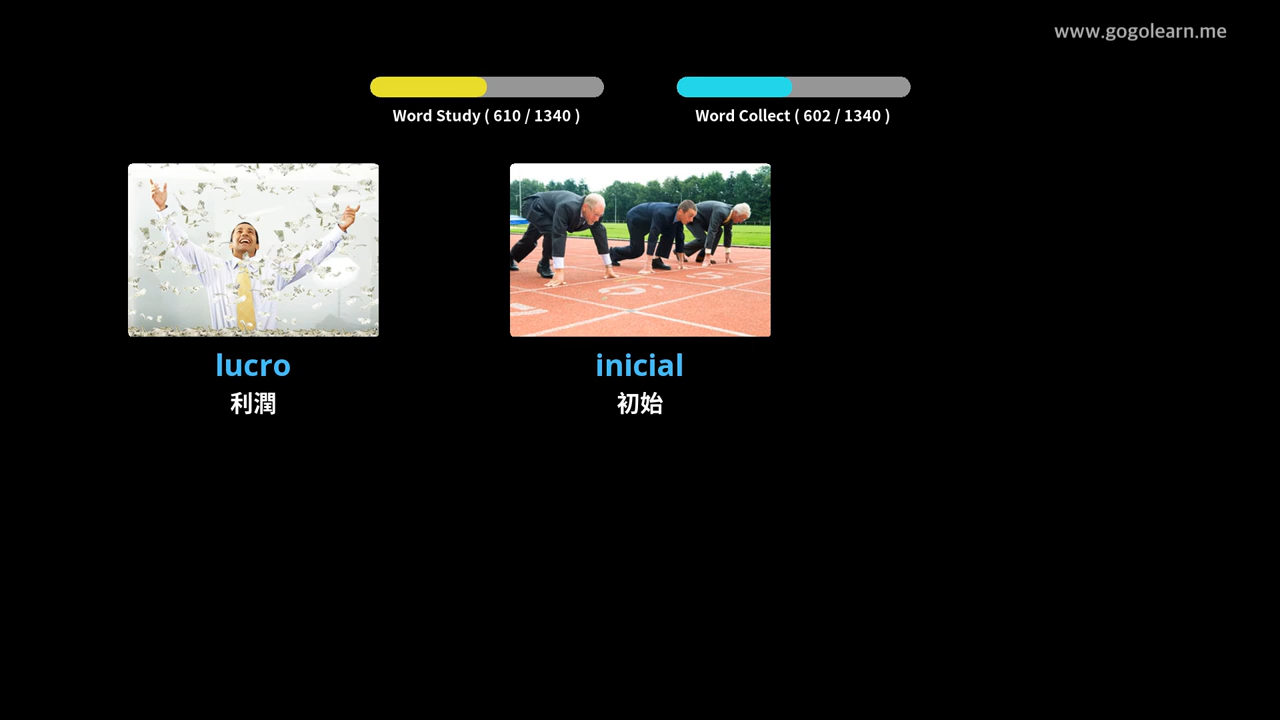 www.gogolearn.me
Word Study ( 610 / 1340 )
Word Collect ( 602 / 1340 )
lucro
利潤
inicial
初始